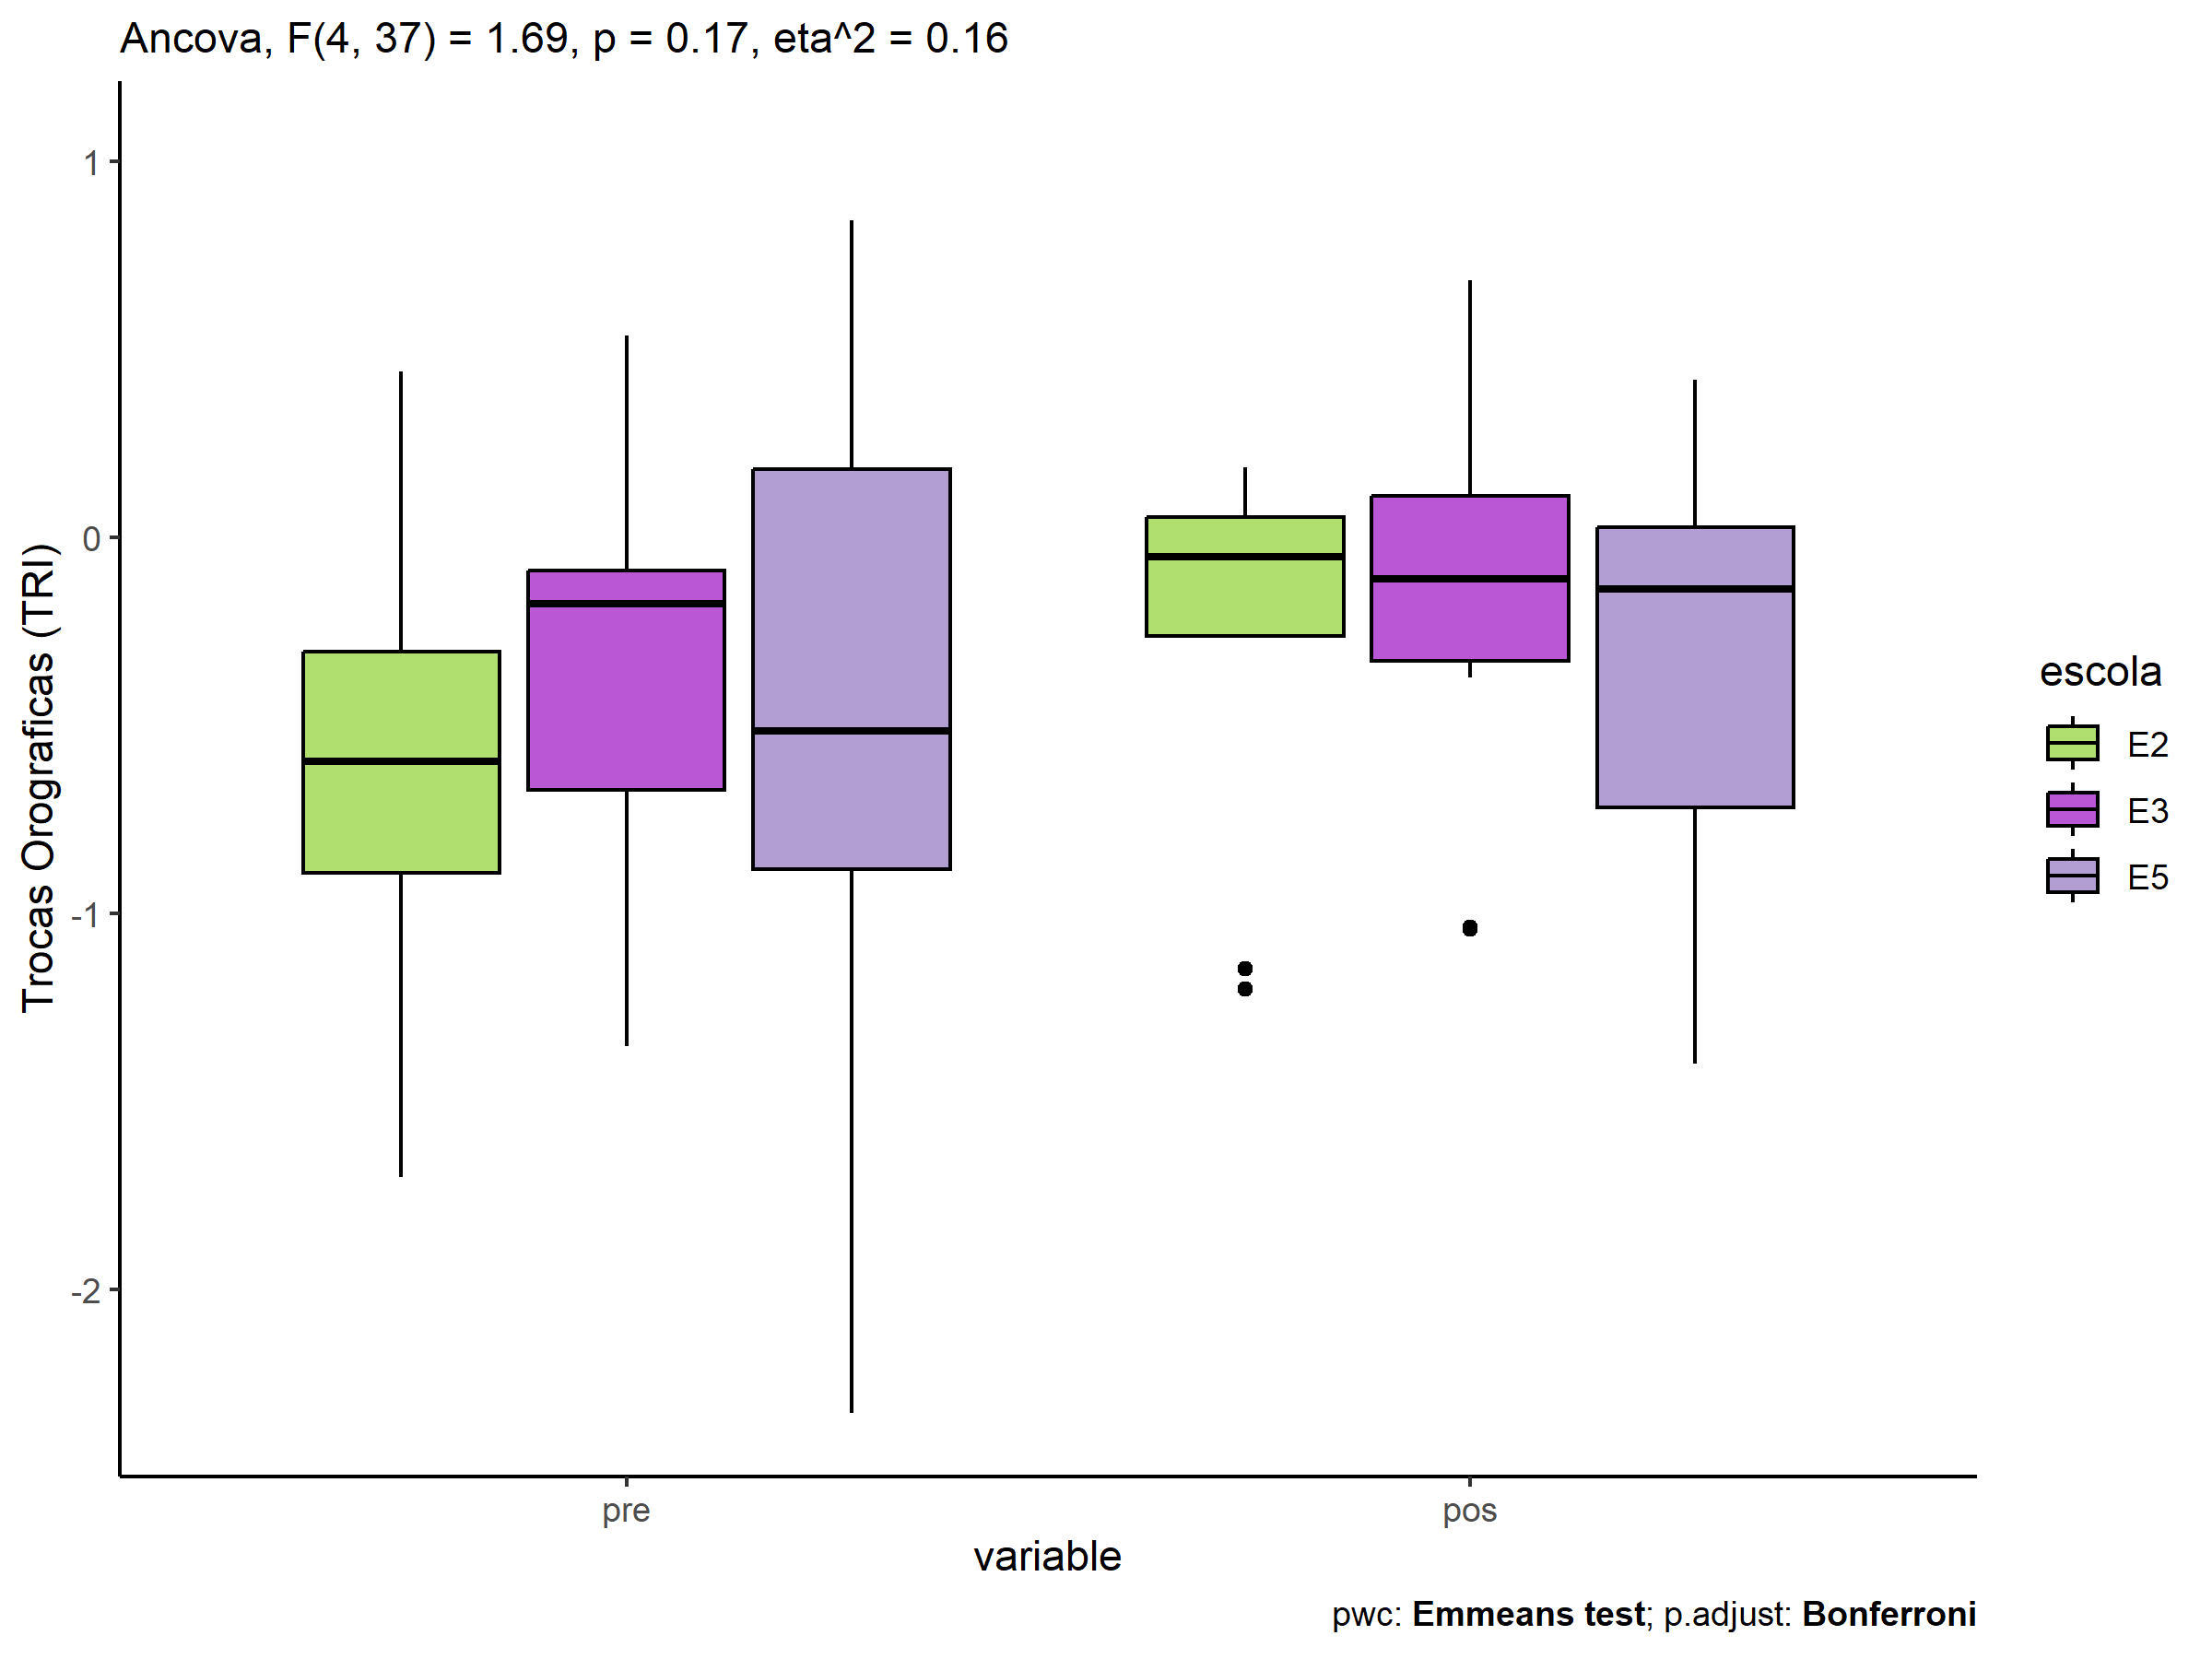 Ancova, F(4, 37) = 1.69, p = 0.17, eta^2 = 0.16
Trocas Orograficas (TRI)
1
0
-1
-2
pre
pos
variable
escola
E2
E3
E5
pwc: Emmeans test; p.adjust: Bonferroni